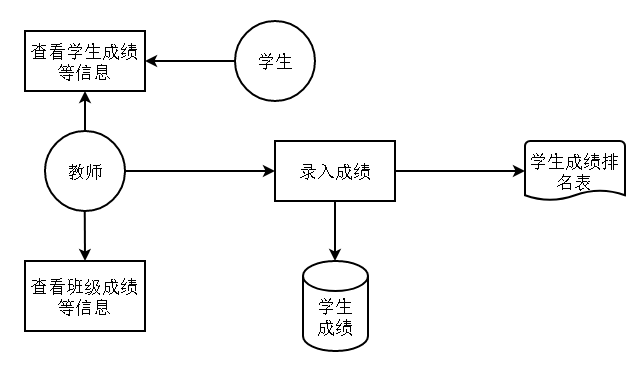 查看学生成绩
等信息
学生
教师
录入成绩
学生成绩排
名表
查看班级成绩
等信息
学生
成绩